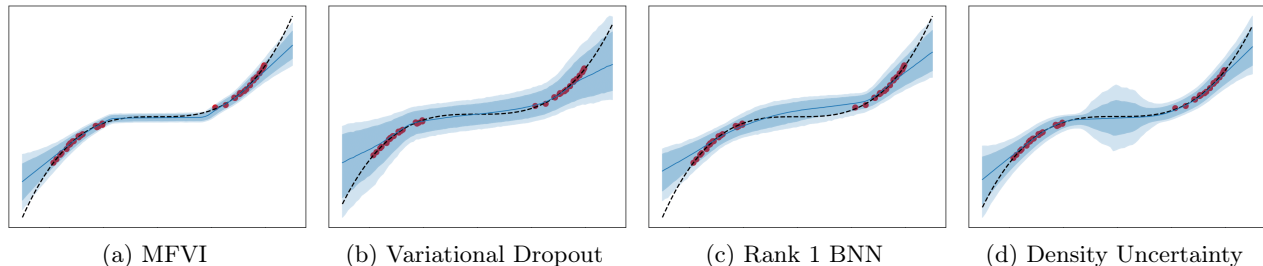 (a) MFVI
(b) Variational Dropout
(c) Rank 1 BNN
(d) Density Uncertainty